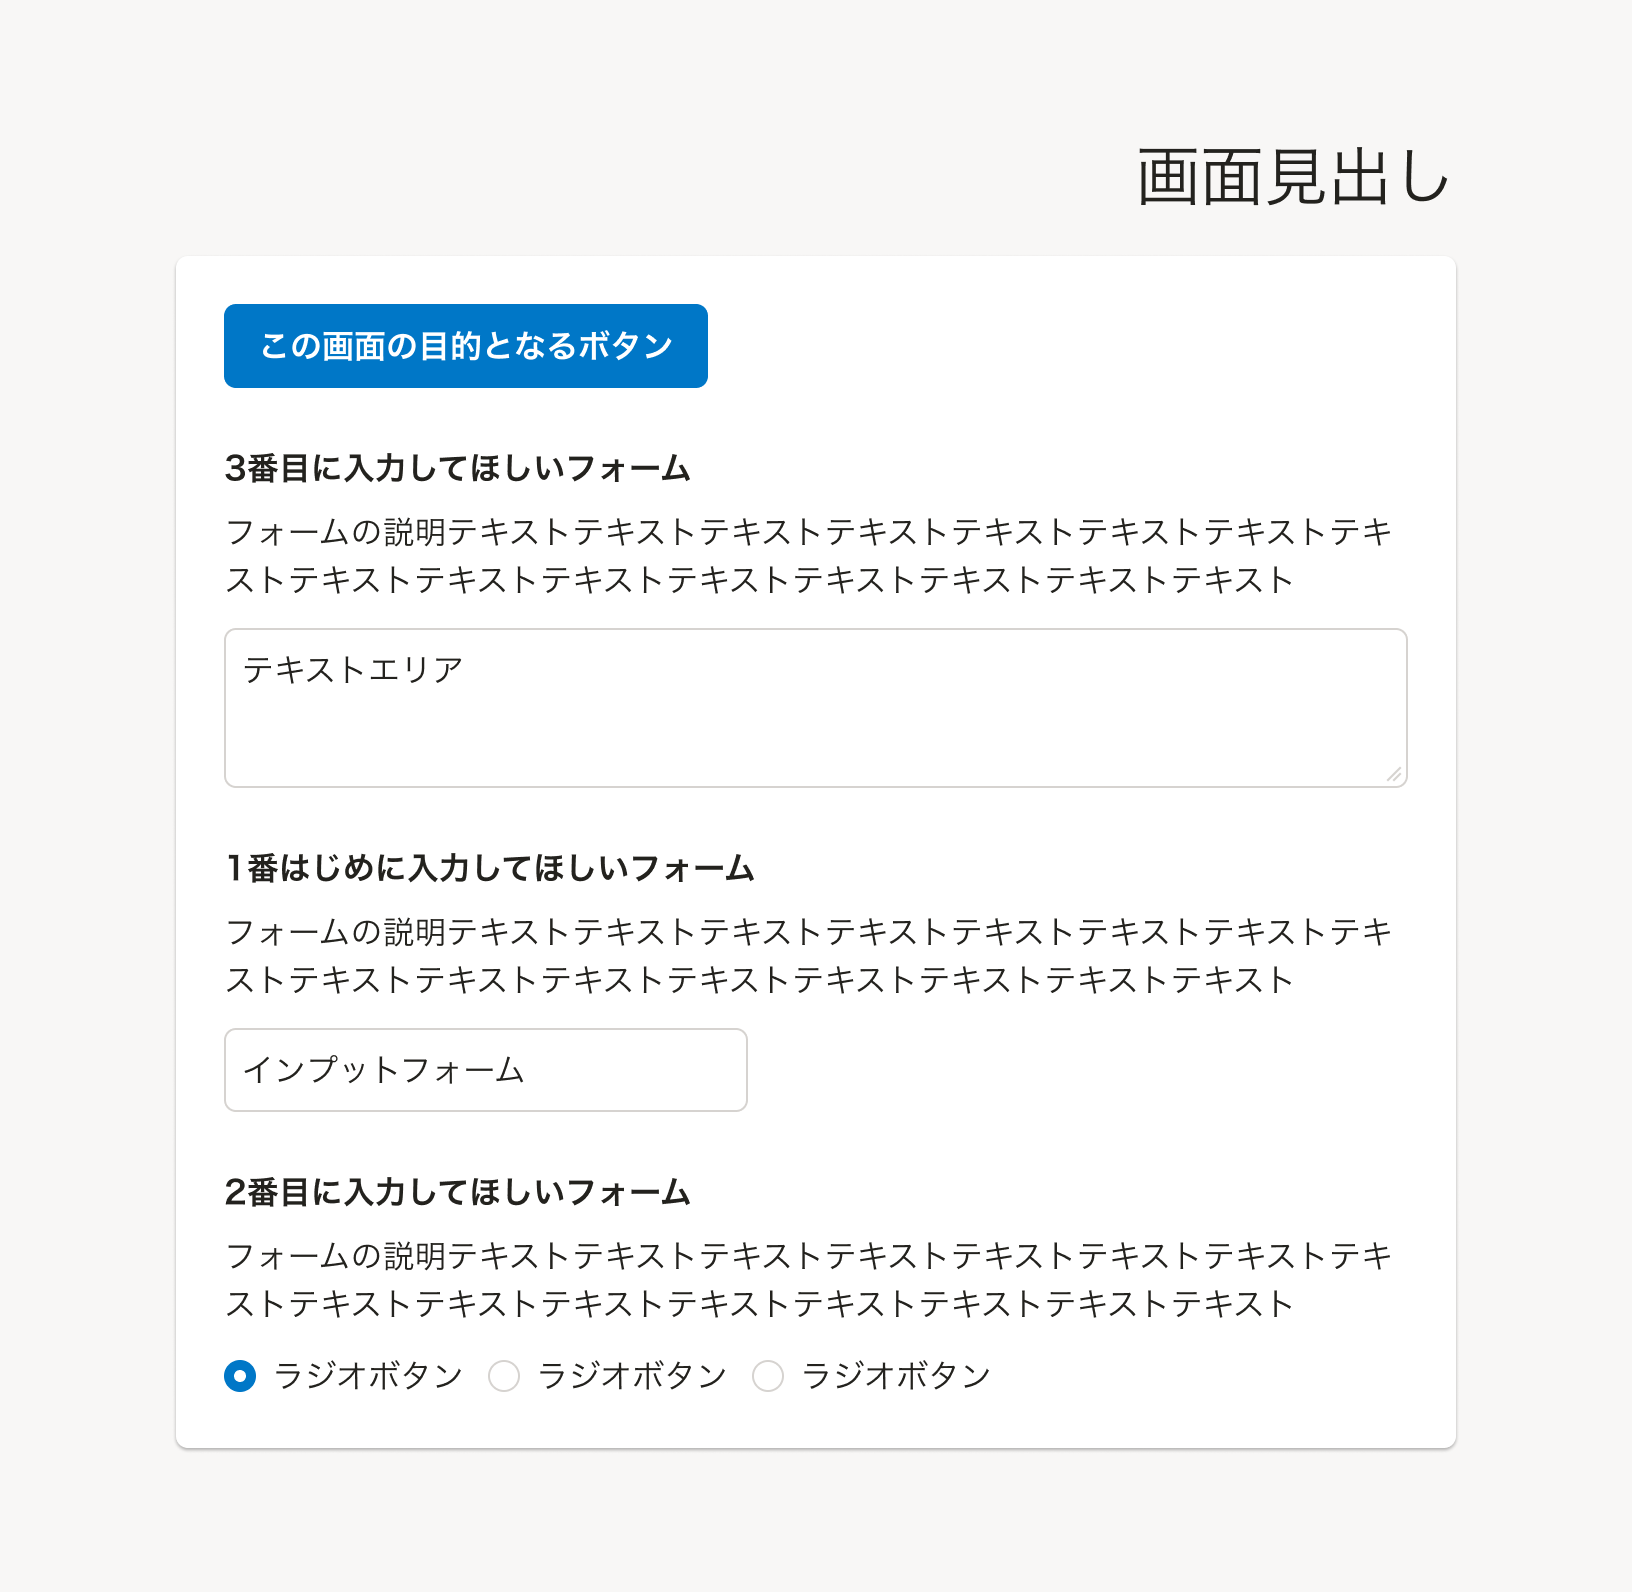 画面見出し
この画面の目的となるボタン
3番目に入力してほしいフォーム
フォームの説明テキストテキストテキストテキストテキストテキストテキストテキ
ストテキストテキストテキストテキストテキストテキストテキストテキスト
テキストエリア
1番はじめに入力してほしいフォーム
フォームの説明テキストテキストテキストテキストテキストテキストテキストテキ
ストテキストテキストテキストテキストテキストテキストテキストテキスト
インプットフォーム
2番目に入力してほしいフォーム
フォームの説明テキストテキストテキストテキストテキストテキストテキストテキ
ストテキストテキストテキストテキストテキストテキストテキストテキスト
ラジオボタン ラジオボタン ラジオボタン